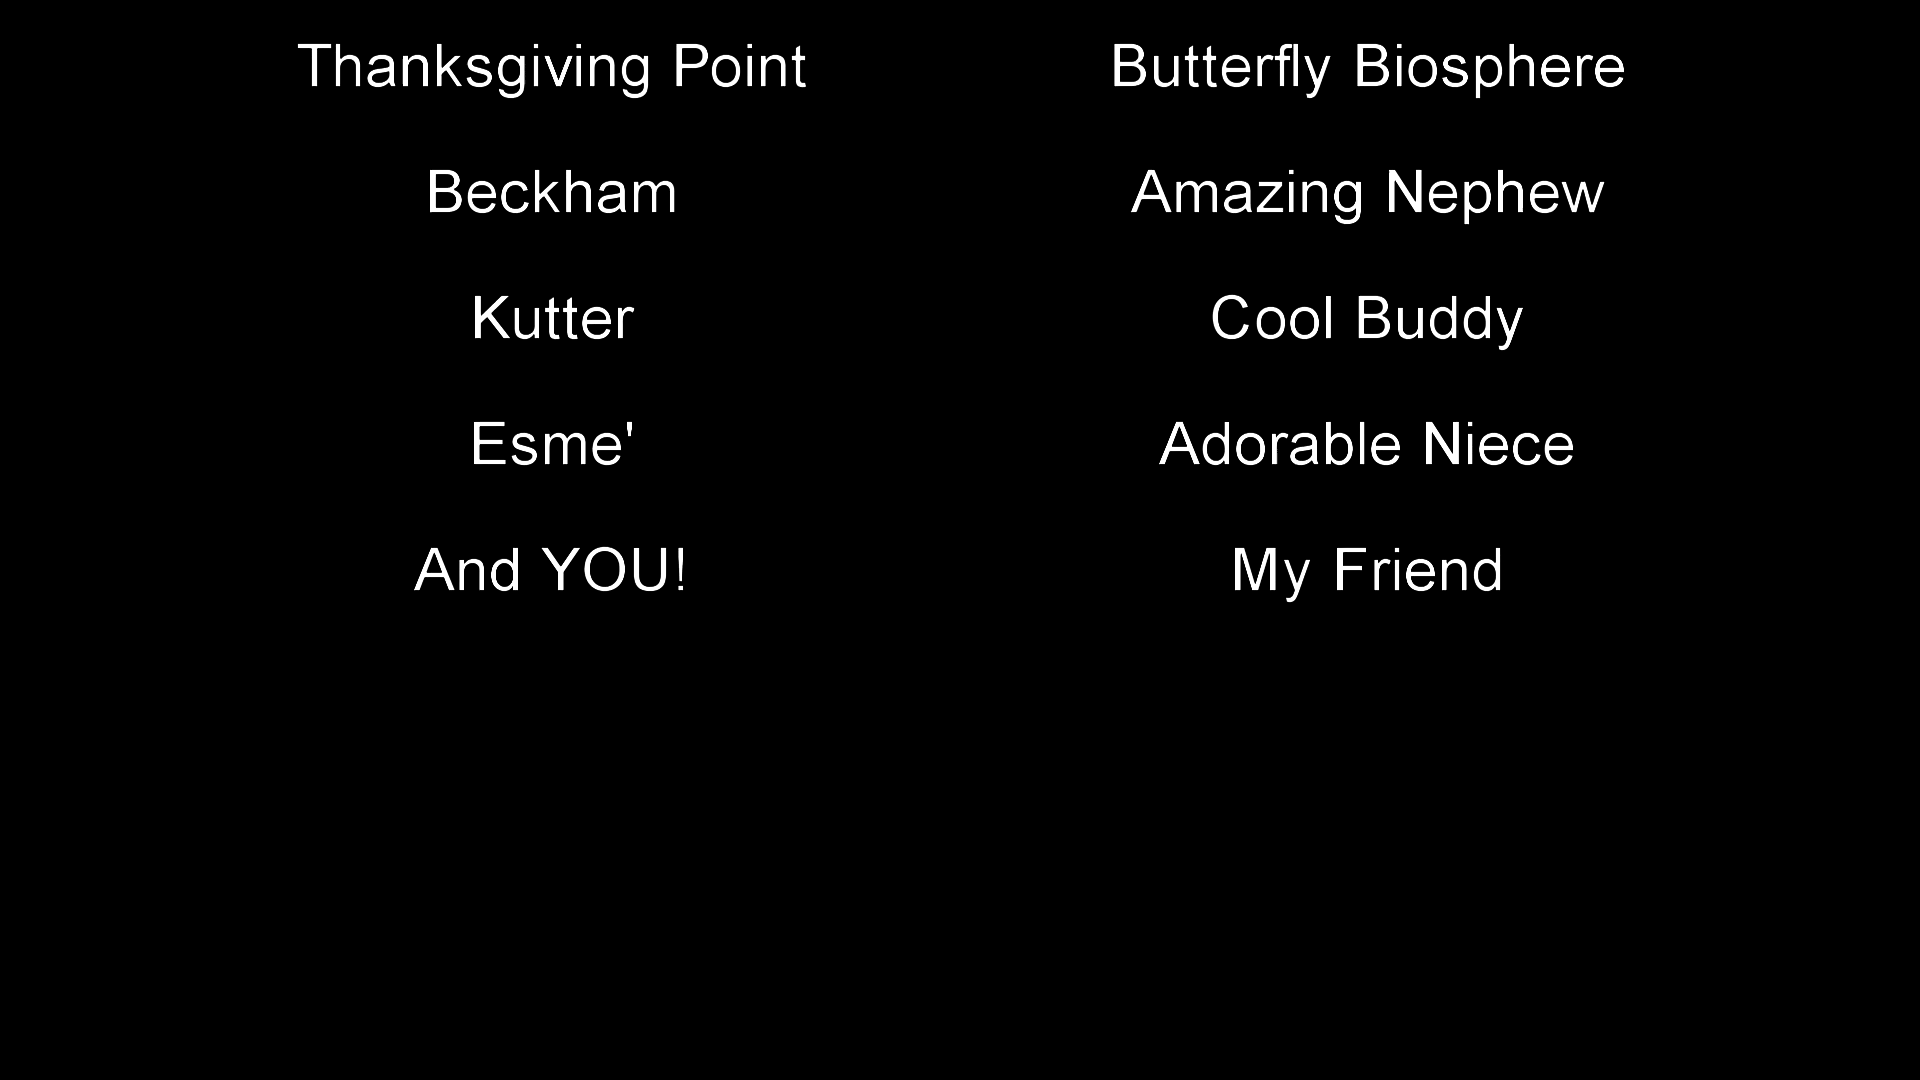 Thanksgiving Point Butterfly Biosphere
Beckham Amazing Nephew
Kutter Cool Buddy
Esme' Adorable Niece
And YOU! My Friend